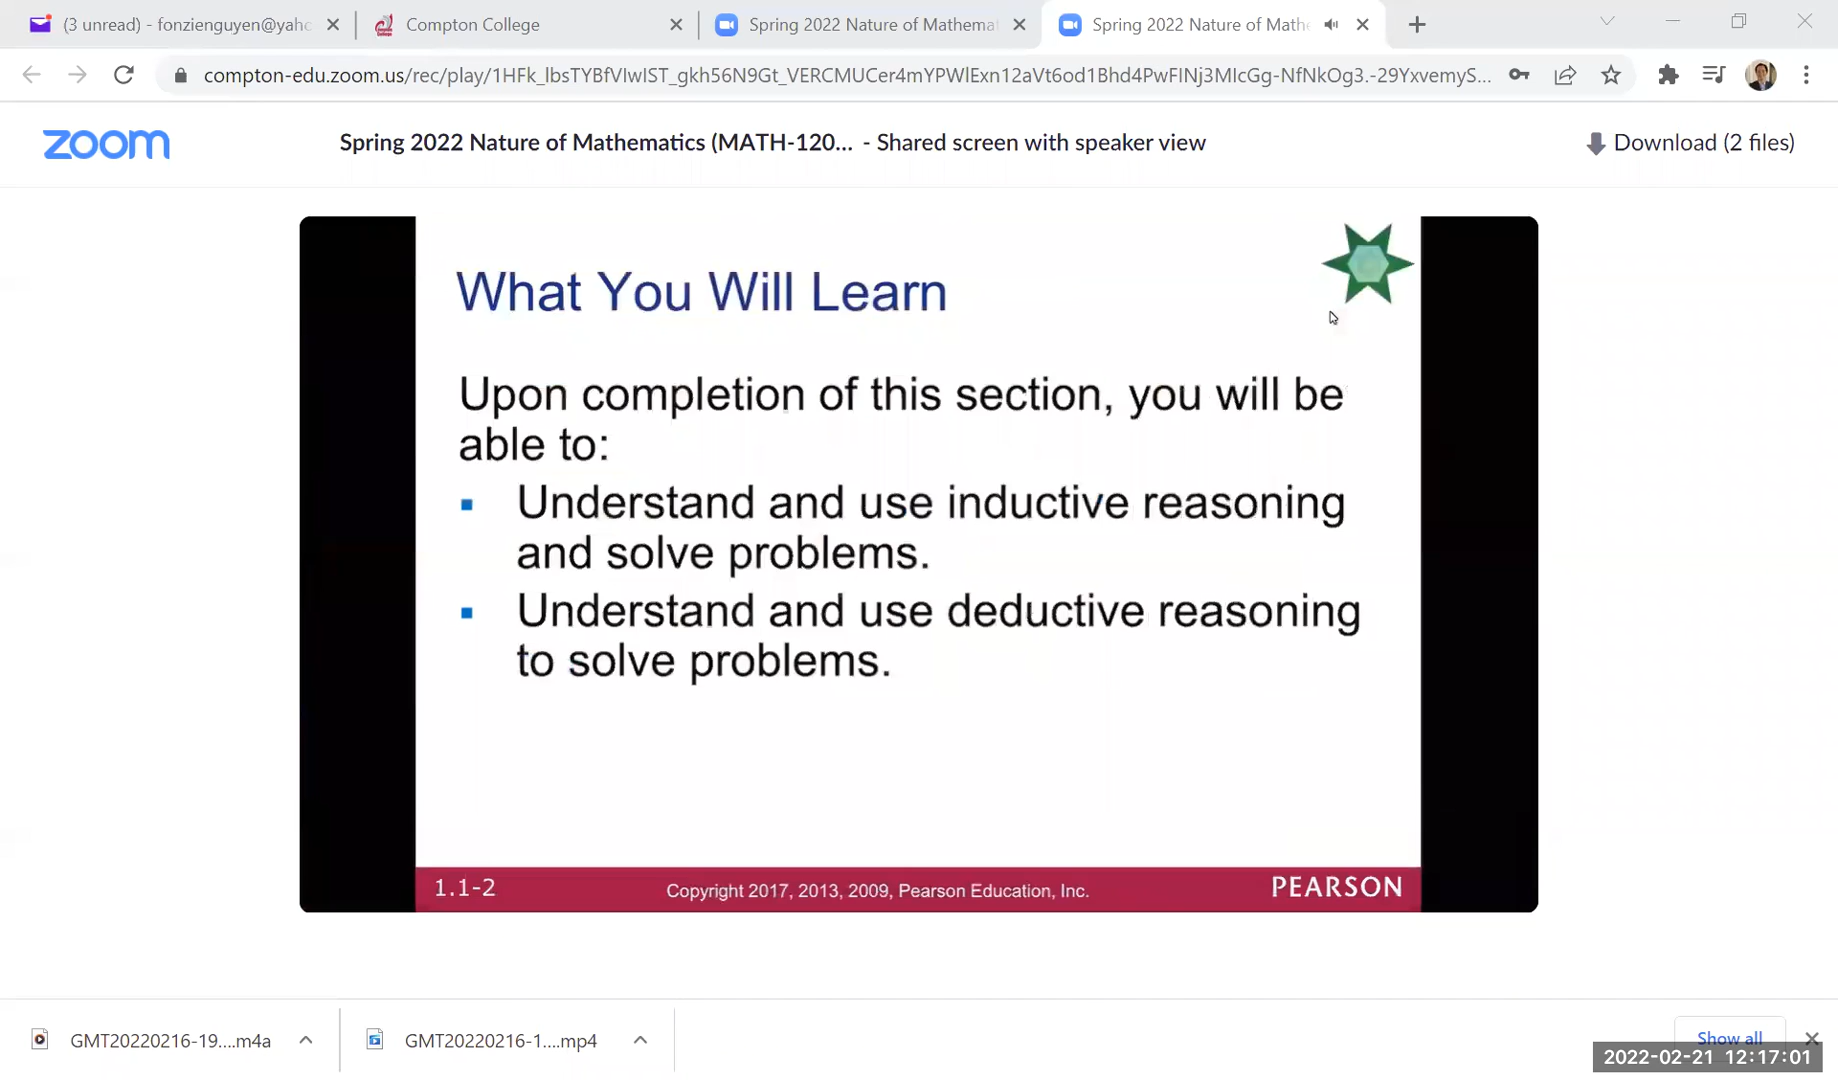 (3 unread) - fonzienguyen@yahc
Compton College
Spring 2022 Nature of Mathemat
Spring 2022 Nature of Mathe
compton-edu.zoom.us/rec/play/1HFk_lbsTYBfVIwIST_gkh56N9Gt_VERCMUCer4mYPWlExn12aVt6od1Bhd4PwFINj3MIcGg-NfNkOg3.-29YxvemyS...
zoom
Spring 2022 Nature of Mathematics (MATH-120... - Shared screen with speaker view
Download (2 files)
What You Will Learn
Upon completion of this section, you will be
able to:
Understand and use inductive reasoning
and solve problems.
Understand and use deductive reasoning
to solve problems.
1.1-2
Copyright 2017, 2013, 2009, Pearson Education, Inc.
PEARSON
GMT20220216-19....m4a
GMT20220216-1....mp4
Show all
2022-02-21 12:17:01